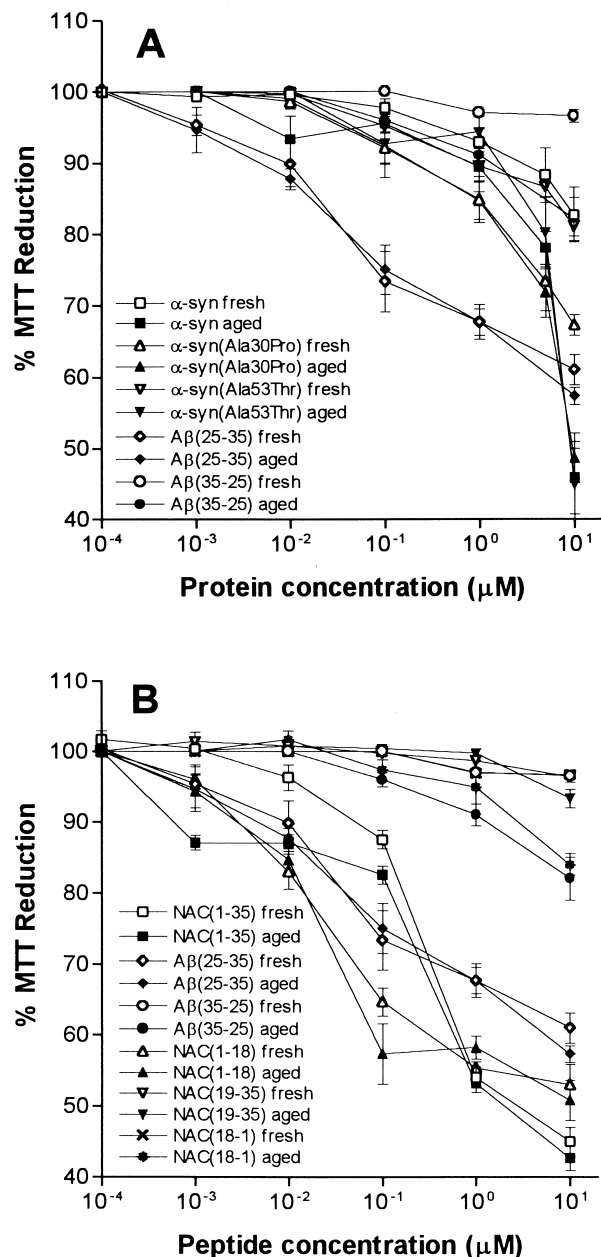 A
110
100
90
80
70
60
50
40
% MTT Reduction
α-syn fresh
α-syn aged
α-syn(Ala30Pro) fresh
α-syn(Ala30Pro) aged
α-syn(Ala53Thr) fresh
α-syn(Ala53Thr) aged
Aβ(25-35) fresh
Aβ(25-35) aged
Aβ(35-25) fresh
Aβ(35-25) aged
10⁻⁴ 10⁻³ 10⁻² 10⁻¹ 10⁰ 10¹
Protein concentration (μM)
B
110
100
90
80
70
60
50
40
% MTT Reduction
NAC(1-35) fresh
NAC(1-35) aged
Aβ(25-35) fresh
Aβ(25-35) aged
Aβ(35-25) fresh
Aβ(35-25) aged
NAC(1-18) fresh
NAC(1-18) aged
NAC(19-35) fresh
NAC(19-35) aged
NAC(18-1) fresh
NAC(18-1) aged
10⁻⁴ 10⁻³ 10⁻² 10⁻¹ 10⁰ 10¹
Peptide concentration (μM)